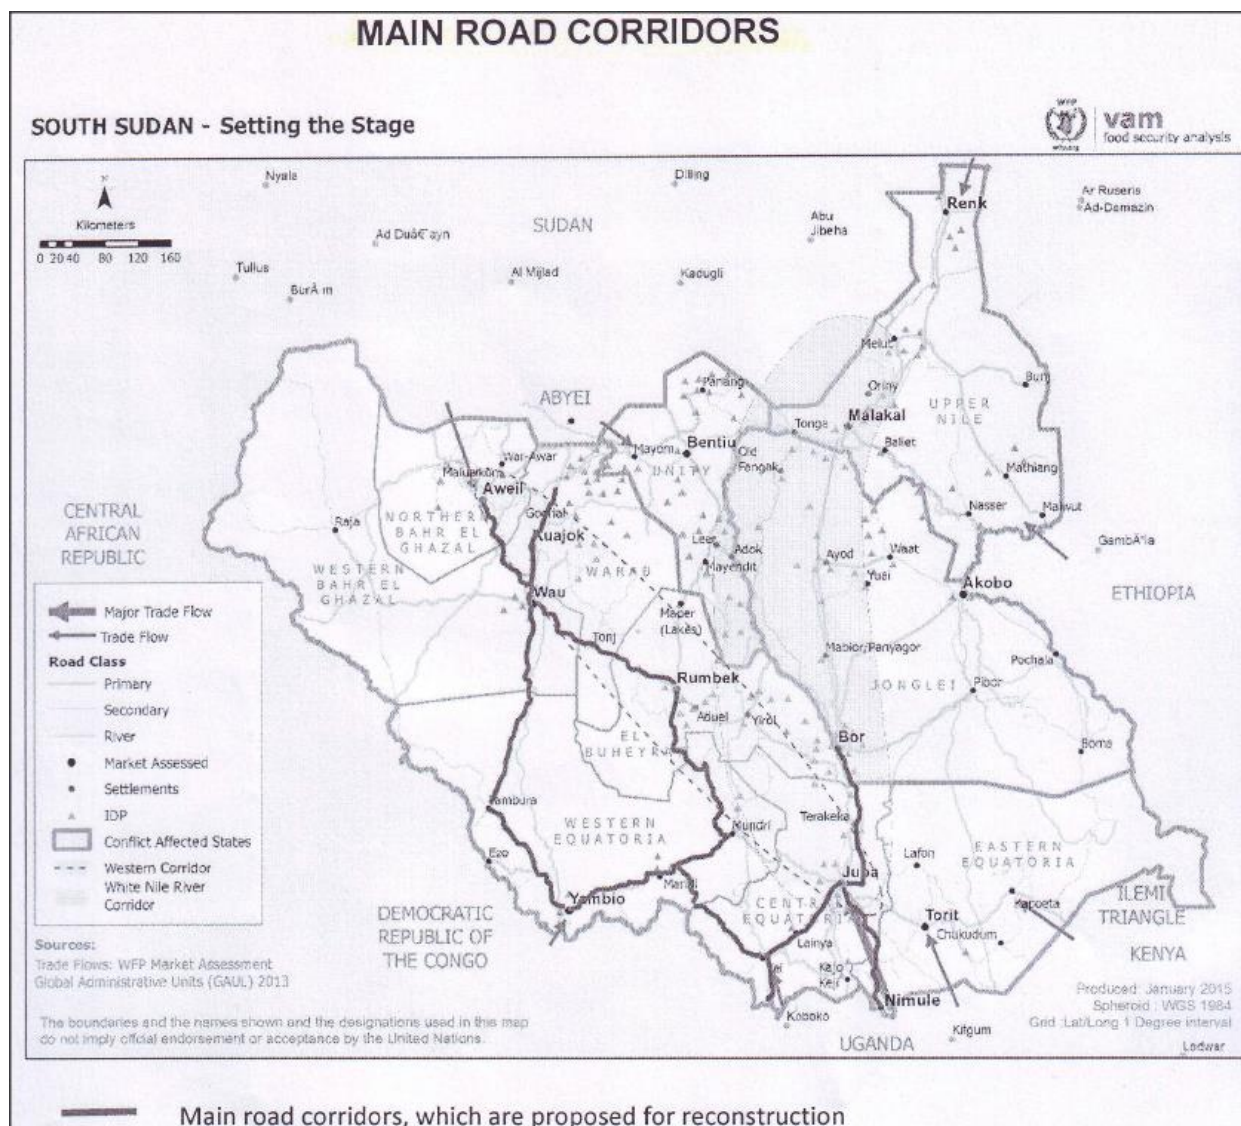 MAIN ROAD CORRIDORS
SOUTH SUDAN - Setting the Stage
WFP
vam
food security analysis
Nyala
Dilling
Ar Ruseris
Ad-Damazin
Renk
Kilometers
0 20 40 80 120 160
SUDAN
Abu
Jibeha
Tullus
Al Mijlad
Kadugli
Melut
Panang
Oriny
Bunj
ABYEI
UPPER
NILE
Malakal
Tonga
Mayom
Bentiu
Baliet
War-Awar
Old
Fangak
UNITY
Mathiang
Aweil
Nasser
CENTRAL
AFRICAN
REPUBLIC
Raja
NORTHERN
BAHR EL
GHAZAL
Kuajok
Leer
Adok
Ayod
Waat
WESTERN
BAHR EL
GHAZAL
WARAB
Mayendit
Yuai
Akobo
ETHIOPIA
Wau
Maper
(Lakes)
Tonj
Mabior/Panyagor
Pochala
Rumbek
JONGLEI
Pibor
Aduel
Yirol
Bor
EL
BUHEYRA
Boma
Major Trade Flow
Trade Flow
Road Class
Primary
Secondary
River
Market Assessed
Settlements
IDP
Conflict Affected States
Western Corridor
White Nile River
Corridor
Tambura
WESTERN
EQUATORIA
Mundri
Terakeka
Ezo
Lafon
EASTERN
EQUATORIA
Maridi
Juba
Yambio
CENTRAL
EQUATORIA
Kapoeta
ILEMI
TRIANGLE
DEMOCRATIC
REPUBLIC OF
THE CONGO
Torit
Chukudum
Lainya
KENYA
Kajo
Keji
Nimule
Koboko
Kitgum
UGANDA
Lodwar
Sources:
Trade Flows: WFP Market Assessment
Global Administrative Units (GAUL) 2013
The boundaries and the names shown and the designations used in this map
do not imply official endorsement or acceptance by the United Nations.
Produced: January 2015
Spheroid : WGS 1984
Grid :Lat/Long 1 Degree interval
Main road corridors, which are proposed for reconstruction